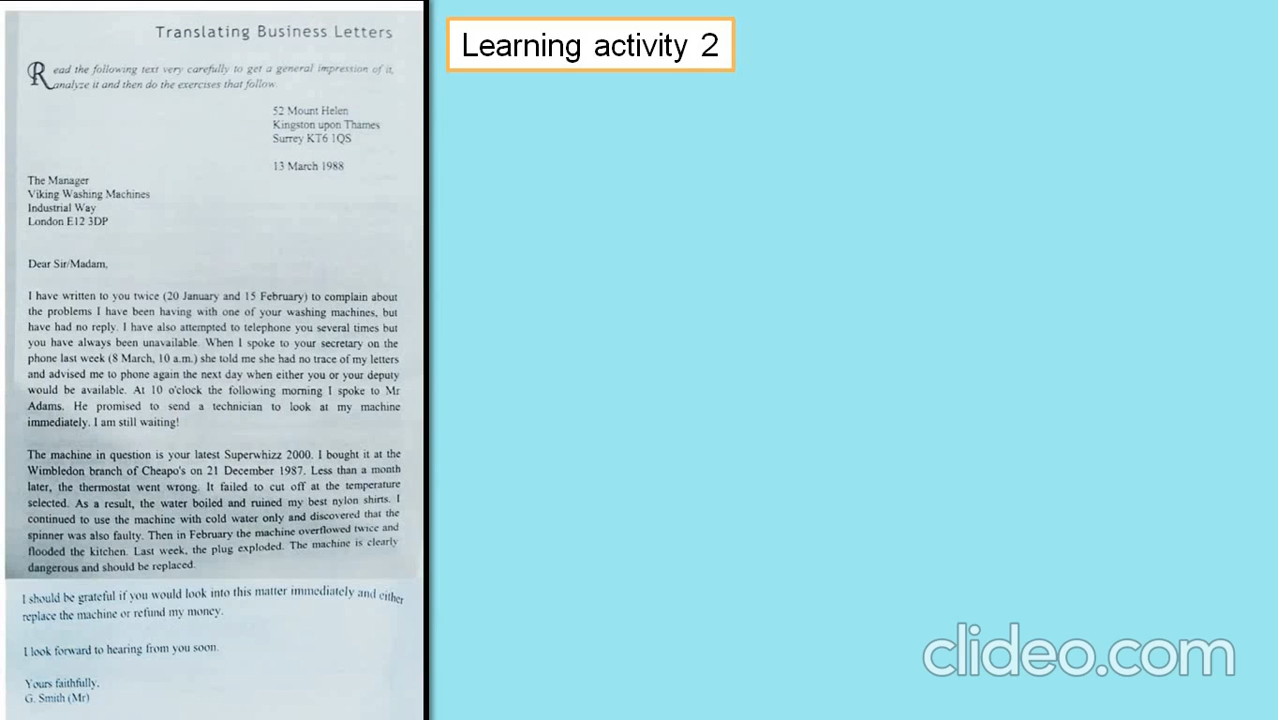 Translating Business Letters
Read the following text very carefully to get a general impression of it,
analyze it and then do the exercises that follow.
52 Mount Helen
Kingston upon Thames
Surrey KT6 1QS
13 March 1988
The Manager
Viking Washing Machines
Industrial Way
London E12 3DP
Dear Sir/Madam,
I have written to you twice (20 January and 15 February) to complain about
the problems I have been having with one of your washing machines, but
have had no reply. I have also attempted to telephone you several times but
you have always been unavailable. When I spoke to your secretary on the
phone last week (8 March, 10 a.m.) she told me she had no trace of my letters
and advised me to phone again the next day when either you or your deputy
would be available. At 10 o'clock the following morning I spoke to Mr
Adams. He promised to send a technician to look at my machine
immediately. I am still waiting!
The machine in question is your latest Superwhizz 2000. I bought it at the
Wimbledon branch of Cheapo's on 21 December 1987. Less than a month
later, the thermostat went wrong. It failed to cut off at the temperature
selected. As a result, the water boiled and ruined my best nylon shirts. I
continued to use the machine with cold water only and discovered that the
spinner was also faulty. Then in February the machine overflowed twice and
flooded the kitchen. Last week, the plug exploded. The machine is clearly
dangerous and should be replaced.
I should be grateful if you would look into this matter immediately and either
replace the machine or refund my money.
I look forward to hearing from you soon.
Yours faithfully,
G. Smith (Mr)
Learning activity 2
clideo.com